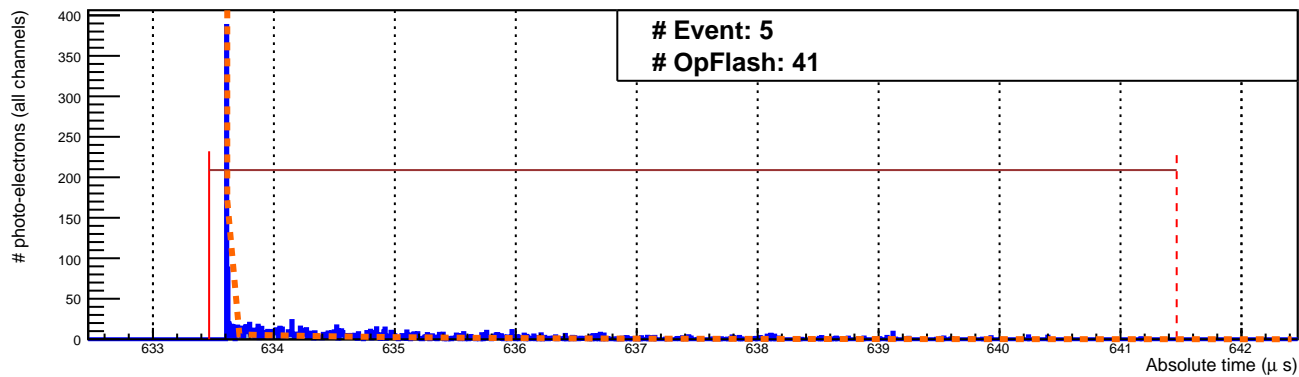 # Event: 5
# OpFlash: 41
# photo-electrons (all channels)
400
350
300
250
200
150
100
50
0
633 634 635 636 637 638 639 640 641 642
Absolute time (μ s)